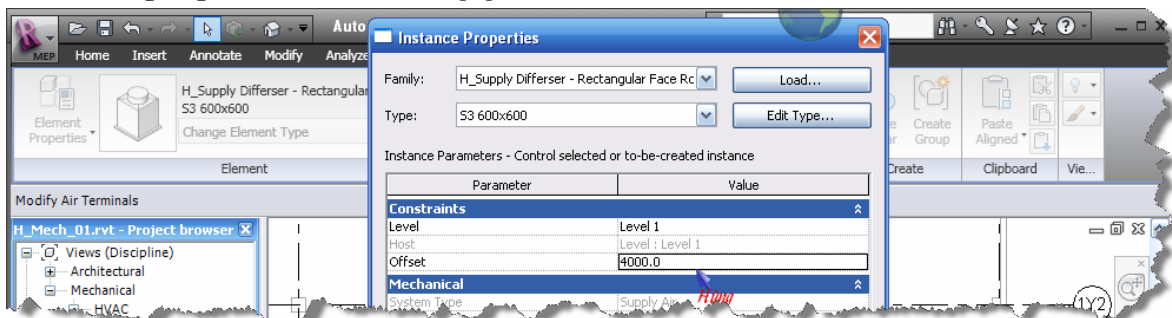 Auto
Instance Properties
MEP Home Insert Annotate Modify Analyze
Family: H_Supply Differser - Rectangular Face Rc Load...
H_Supply Differser - Rectangular
S3 600x600
Type: S3 600x600 Edit Type...
Element
Properties
Change Element Type
Create
Group
Paste
Aligned
Instance Parameters - Control selected or to-be-created instance
Element
Create Clipboard Vie...
Parameter Value
Modify Air Terminals
Constraints
H_Mech_01.rvt - Project browser
Level Level 1
Host Level : Level 1
Views (Discipline)
Offset 4000.0
Architectural
Mechanical
Mechanical
System Type Supply Air
HVAC
(1Y2)